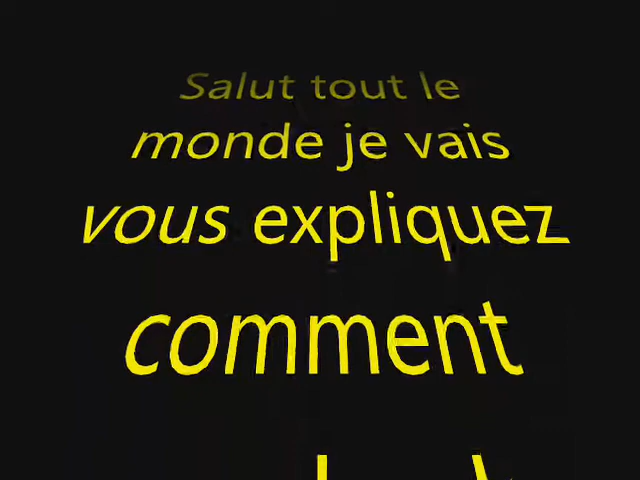 Salut tout le
monde je vais
vous expliquez
comment